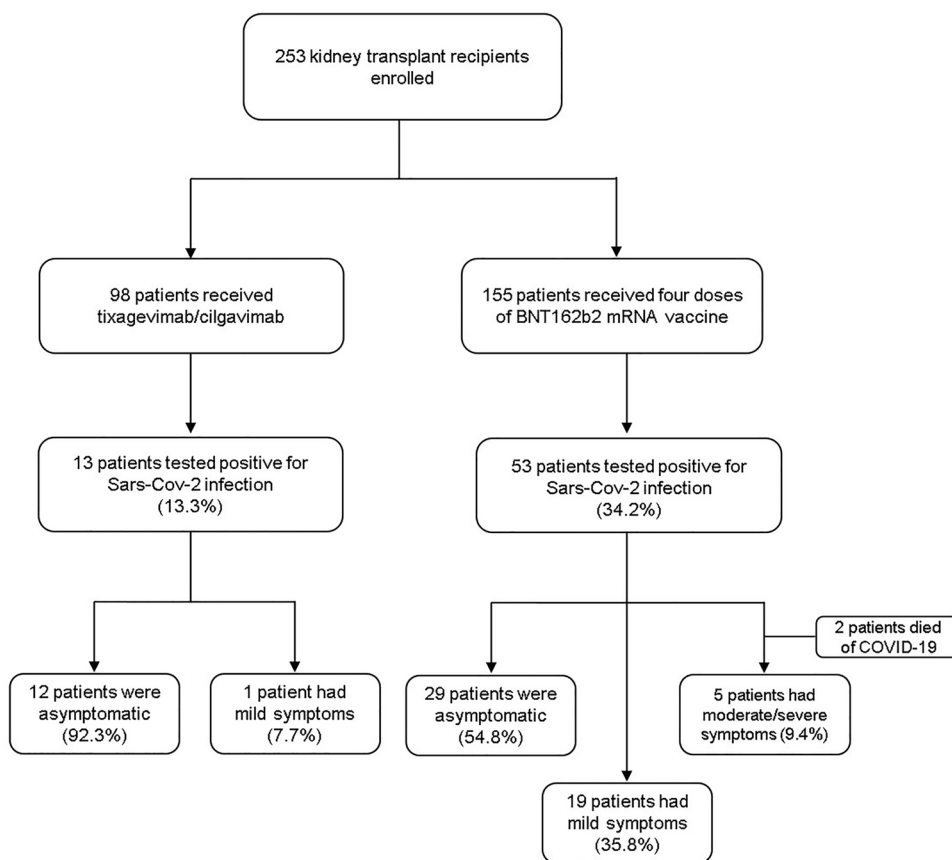 253 kidney transplant recipients
enrolled
98 patients received
tixagevimab/cilgavimab
155 patients received four doses
of BNT162b2 mRNA vaccine
13 patients tested positive for
Sars-Cov-2 infection
(13.3%)
53 patients tested positive for
Sars-Cov-2 infection
(34.2%)
2 patients died
of COVID-19
12 patients were
asymptomatic
(92.3%)
1 patient had
mild symptoms
(7.7%)
29 patients were
asymptomatic
(54.8%)
5 patients had
moderate/severe
symptoms (9.4%)
19 patients had
mild symptoms
(35.8%)